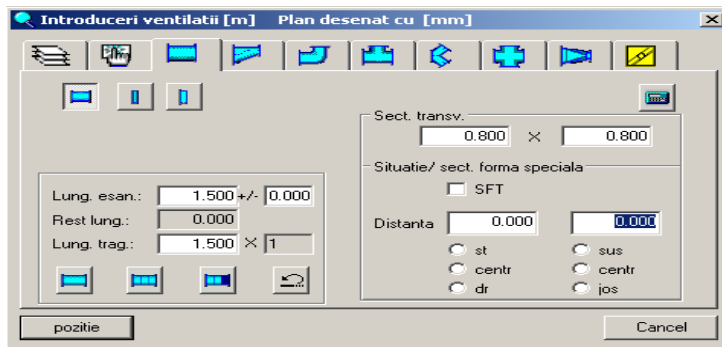 Introduceri ventilatii [m] Plan desenat cu [mm]
Sect. transv.
0.800 X 0.800
Situatie/ sect. forma speciala
SFT
Lung. esan.: 1.500 +/- 0.000
Rest lung.: 0.000
Distanta 0.000 0.000
Lung. trag.: 1.500 X 1
st sus
centr centr
dr jos
pozitie Cancel